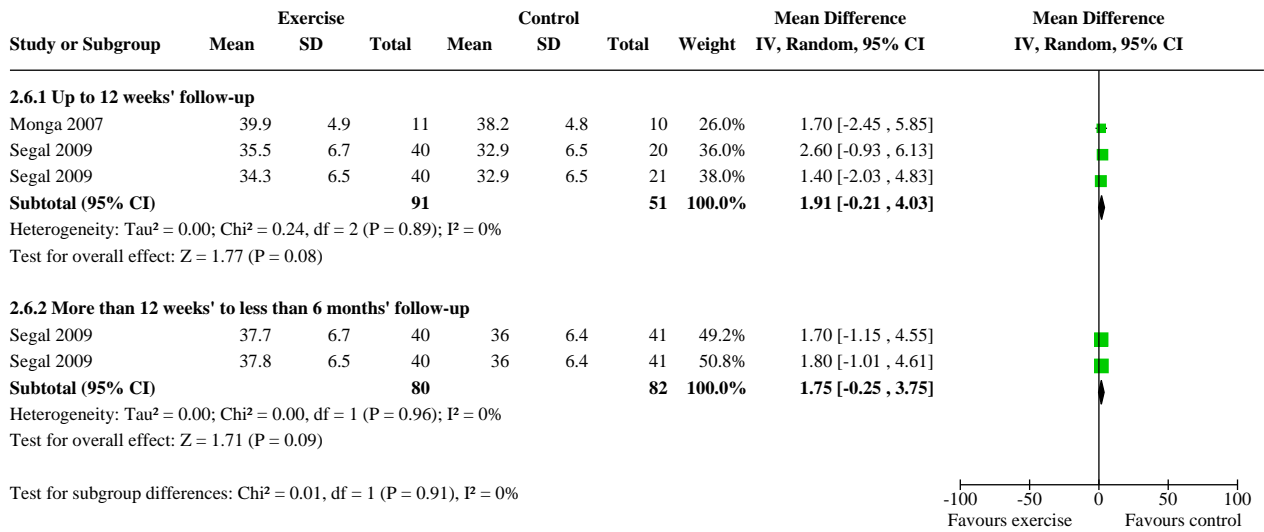 Exercise Control Mean Difference Mean Difference
Study or Subgroup Mean SD Total Mean SD Total Weight IV, Random, 95% CI IV, Random, 95% CI
2.6.1 Up to 12 weeks' follow-up
Monga 2007 39.9 4.9 11 38.2 4.8 10 26.0% 1.70 [-2.45 , 5.85]
Segal 2009 35.5 6.7 40 32.9 6.5 20 36.0% 2.60 [-0.93 , 6.13]
Segal 2009 34.3 6.5 40 32.9 6.5 21 38.0% 1.40 [-2.03 , 4.83]
Subtotal (95% CI) 91 51 100.0% 1.91 [-0.21 , 4.03]
Heterogeneity: Tau² = 0.00; Chi² = 0.24, df = 2 (P = 0.89); I² = 0%
Test for overall effect: Z = 1.77 (P = 0.08)
2.6.2 More than 12 weeks' to less than 6 months' follow-up
Segal 2009 37.7 6.7 40 36 6.4 41 49.2% 1.70 [-1.15 , 4.55]
Segal 2009 37.8 6.5 40 36 6.4 41 50.8% 1.80 [-1.01 , 4.61]
Subtotal (95% CI) 80 82 100.0% 1.75 [-0.25 , 3.75]
Heterogeneity: Tau² = 0.00; Chi² = 0.00, df = 1 (P = 0.96); I² = 0%
Test for overall effect: Z = 1.71 (P = 0.09)
Test for subgroup differences: Chi² = 0.01, df = 1 (P = 0.91), I² = 0%
-100 -50 0 50 100
Favours exercise Favours control